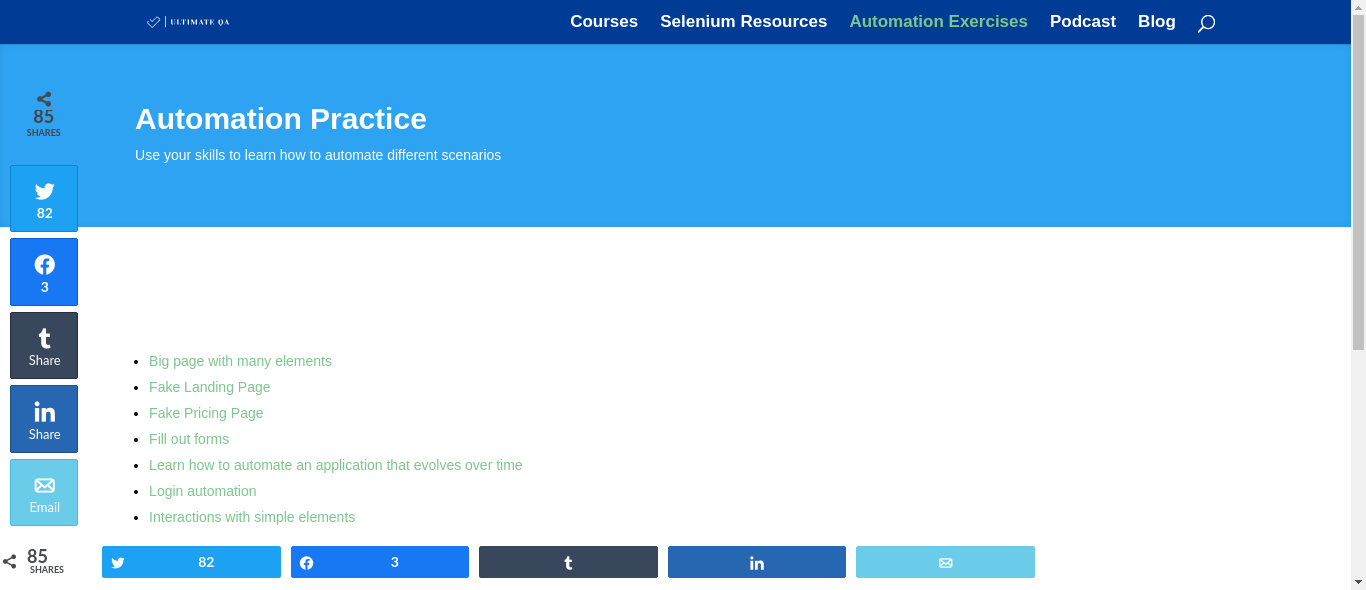 ULTIMATE QA
Courses
Selenium Resources
Automation Exercises
Podcast
Blog
85
SHARES
Automation Practice
Use your skills to learn how to automate different scenarios
82
3
Share
Share
Email
Big page with many elements
Fake Landing Page
Fake Pricing Page
Fill out forms
Learn how to automate an application that evolves over time
Login automation
Interactions with simple elements
85
SHARES
82
3